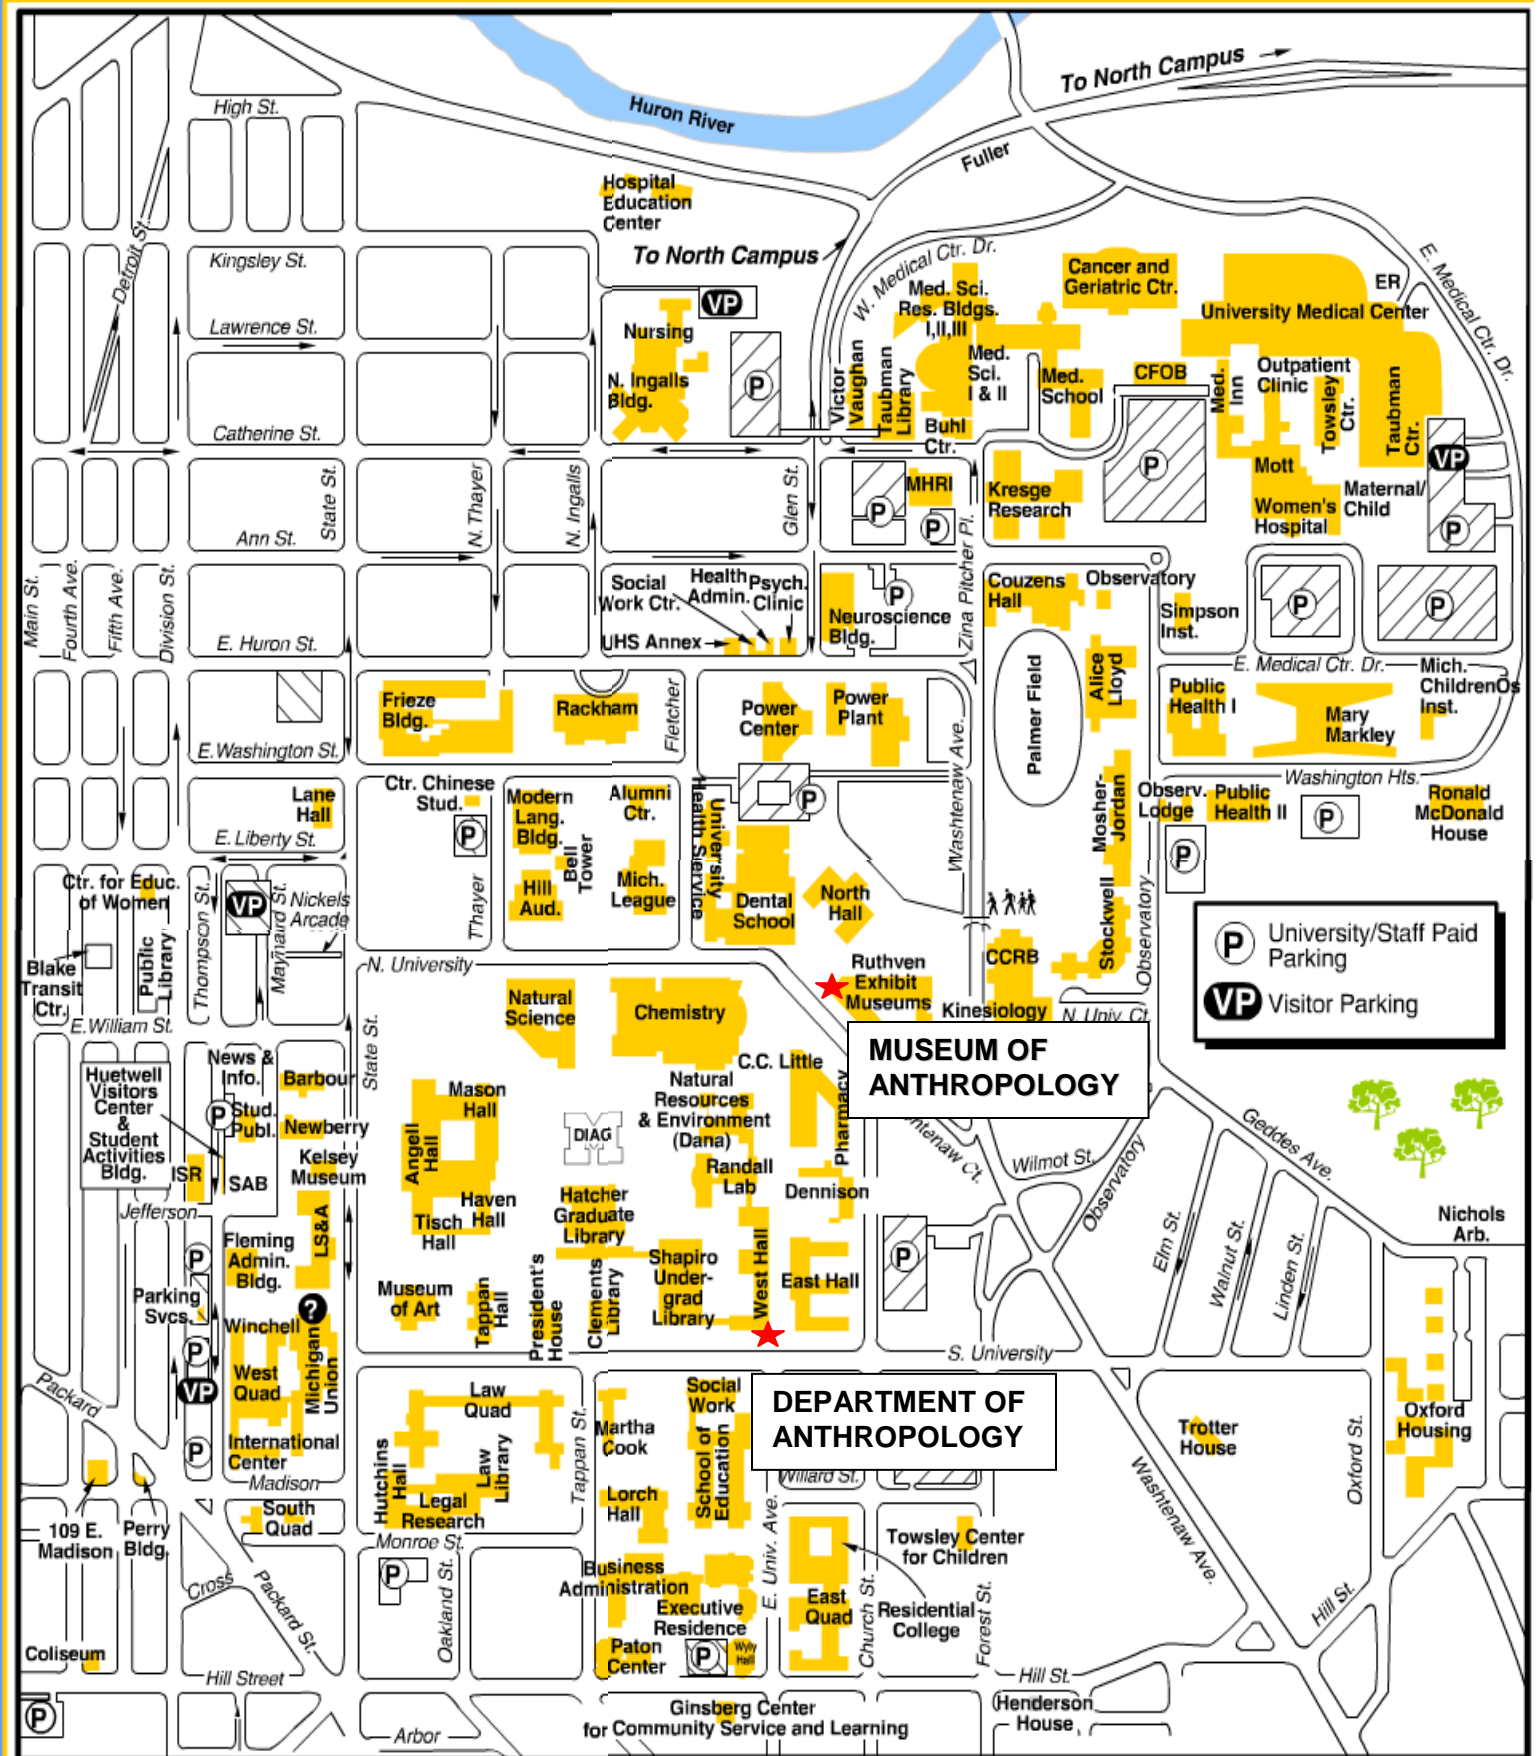 To North Campus
High St.
Huron River
Fuller
Hospital
Education
Center
To North Campus
Detroit St.
Kingsley St.
W. Medical Ctr. Dr.
E. Medical Ctr. Dr.
Cancer and
Geriatric Ctr.
ER
University Medical Center
Med. Sci.
Res. Bldgs.
I,II,III
VP
Nursing
Lawrence St.
N. Ingalls
Bldg.
P
Victor
Vaughan
Taubman
Library
Med.
Sci.
I & II
Med.
School
CFOB
Med.
Inn
Outpatient
Clinic
Towsley
Ctr.
Taubman
Ctr.
Buhl
Ctr.
Catherine St.
P
VP
State St.
N. Thayer
N. Ingalls
Glen St.
P
MHRI
P
Kresge
Research
Mott
Women's
Hospital
Maternal/
Child
P
Ann St.
Zina Pitcher Pl.
Main St.
Fourth Ave.
Fifth Ave.
Division St.
Social
Work Ctr.
Health
Admin.
Psych.
Clinic
P
Neuroscience
Bldg.
Couzens
Hall
Observatory
Simpson
Inst.
P
P
E. Huron St.
UHS Annex
E. Medical Ctr. Dr.
Mich.
ChildrenOs
Inst.
Frieze
Bldg.
Rackham
Fletcher
Power
Center
Power
Plant
Palmer Field
Alice
Lloyd
Public
Health I
Mary
Markley
E.Washington St.
Washtenaw Ave.
Washington Hts.
Lane
Hall
Ctr. Chinese
Stud.
P
Modern
Lang.
Bldg.
Alumni
Ctr.
University
Health Service
P
Mosher-
Jordan
Observ.
Lodge
Public
Health II
P
Ronald
McDonald
House
E. Liberty St.
Bell
Tower
P
Ctr. for Educ.
of Women
Thompson St.
VP
Maynard St.
Nickels
Arcade
Thayer
Hill
Aud.
Mich.
League
Dental
School
North
Hall
Stockwell
Observatory
P
University/Staff Paid
Parking
VP
Visitor Parking
Blake
Transit
Ctr.
Public
Library
N. University
Ruthven
Exhibit
Museums
CCRB
Kinesiology
N. Univ. Ct.
Natural
Science
Chemistry
E.William St.
State St.
MUSEUM OF
ANTHROPOLOGY
Huetwell
Visitors
Center
&
Student
Activities
Bldg.
News &
Info.
P
Stud.
Publ.
Barbour
Newberry
Kelsey
Museum
ISR
SAB
Mason
Hall
Angell
Hall
DIAG
C.C. Little
Natural
Resources
& Environment
(Dana)
Pharmacy
Randall
Lab
Dennison
Wilmot St.
Observatory
Geddes Ave.
Jefferson
Haven
Hall
Tisch
Hall
Hatcher
Graduate
Library
LS&A
Fleming
Admin.
Bldg.
P
Elm St.
Walnut St.
Linden St.
Nichols
Arb.
Parking
Svcs.
Museum
of Art
Tappan
Hall
President's
House
Clements
Library
Shapiro
Under-
grad
Library
West Hall
East Hall
P
?
Winchell
P
Michigan
Union
S. University
Packard
West
Quad
VP
Law
Quad
Martha
Cook
Social
Work
DEPARTMENT OF
ANTHROPOLOGY
Trotter
House
Oxford
Housing
P
International
Center
Madison
Hutchins
Hall
Law
Library
Tappan St.
School of
Education
Willard St.
Washtenaw Ave.
Oxford St.
Legal
Research
Lorch
Hall
South
Quad
109 E.
Madison
Perry
Bldg.
Monroe St.
Towsley Center
for Children
Cross
Packard St.
P
Oakland St.
Business
Administration
Executive
Residence
E. Univ. Ave.
East
Quad
Church St.
Residential
College
Forest St.
Hill St.
Coliseum
Hill Street
Paton
Center
P
Wyly
Hall
Hill St.
Henderson
House
P
Arbor
Ginsberg Center
for Community Service and Learning